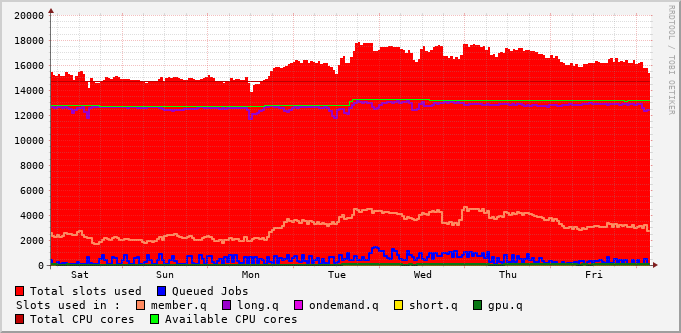 RRDTOOL / TOBI OETIKER
20000
18000
16000
14000
12000
10000
8000
6000
4000
2000
0
Sat Sun Mon Tue Wed Thu Fri
Total slots used Queued Jobs
Slots used in : member.q long.q ondemand.q short.q gpu.q
Total CPU cores Available CPU cores